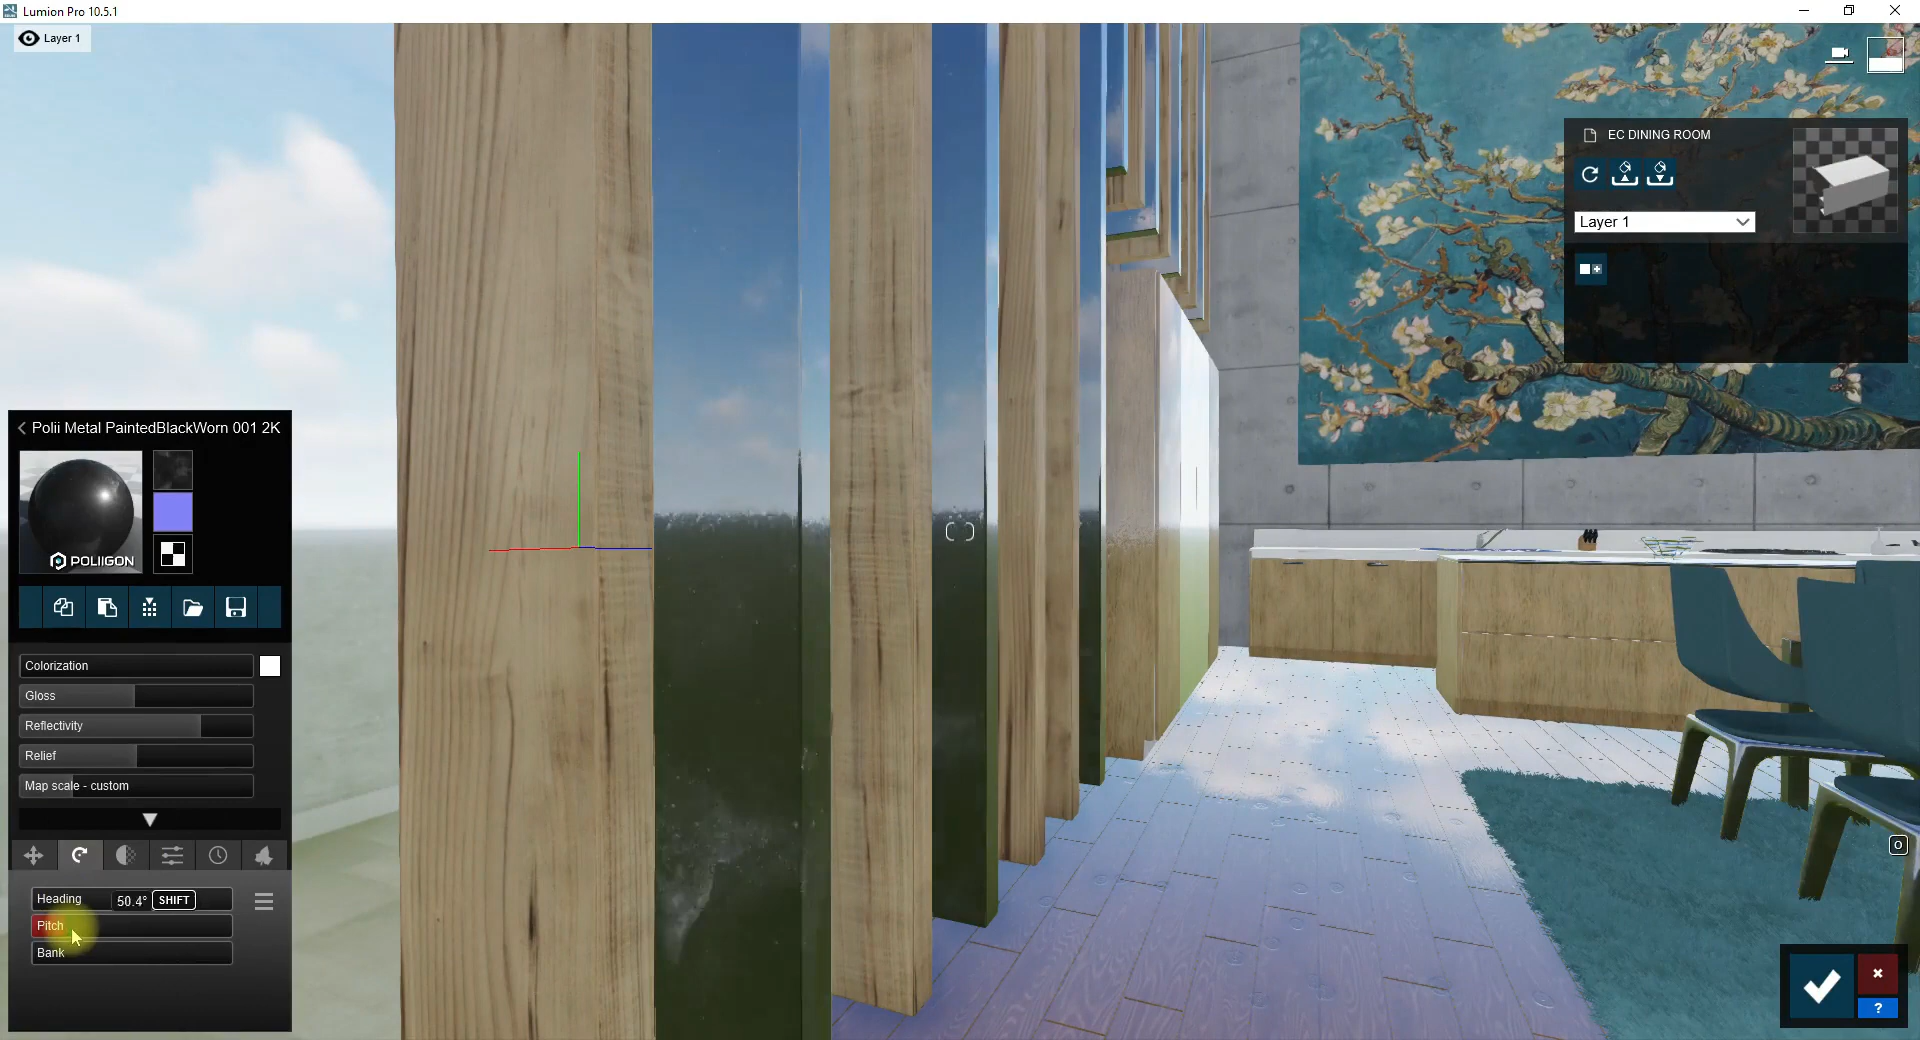 Lumion Pro 10.5.1
Layer 1
EC DINING ROOM
Layer 1
Polii Metal PaintedBlackWorn 001 2K
POLIIGON
Colorization
Gloss
Reflectivity
Relief
Map scale - custom
Heading 50.4° SHIFT
Pitch
Bank
O
?